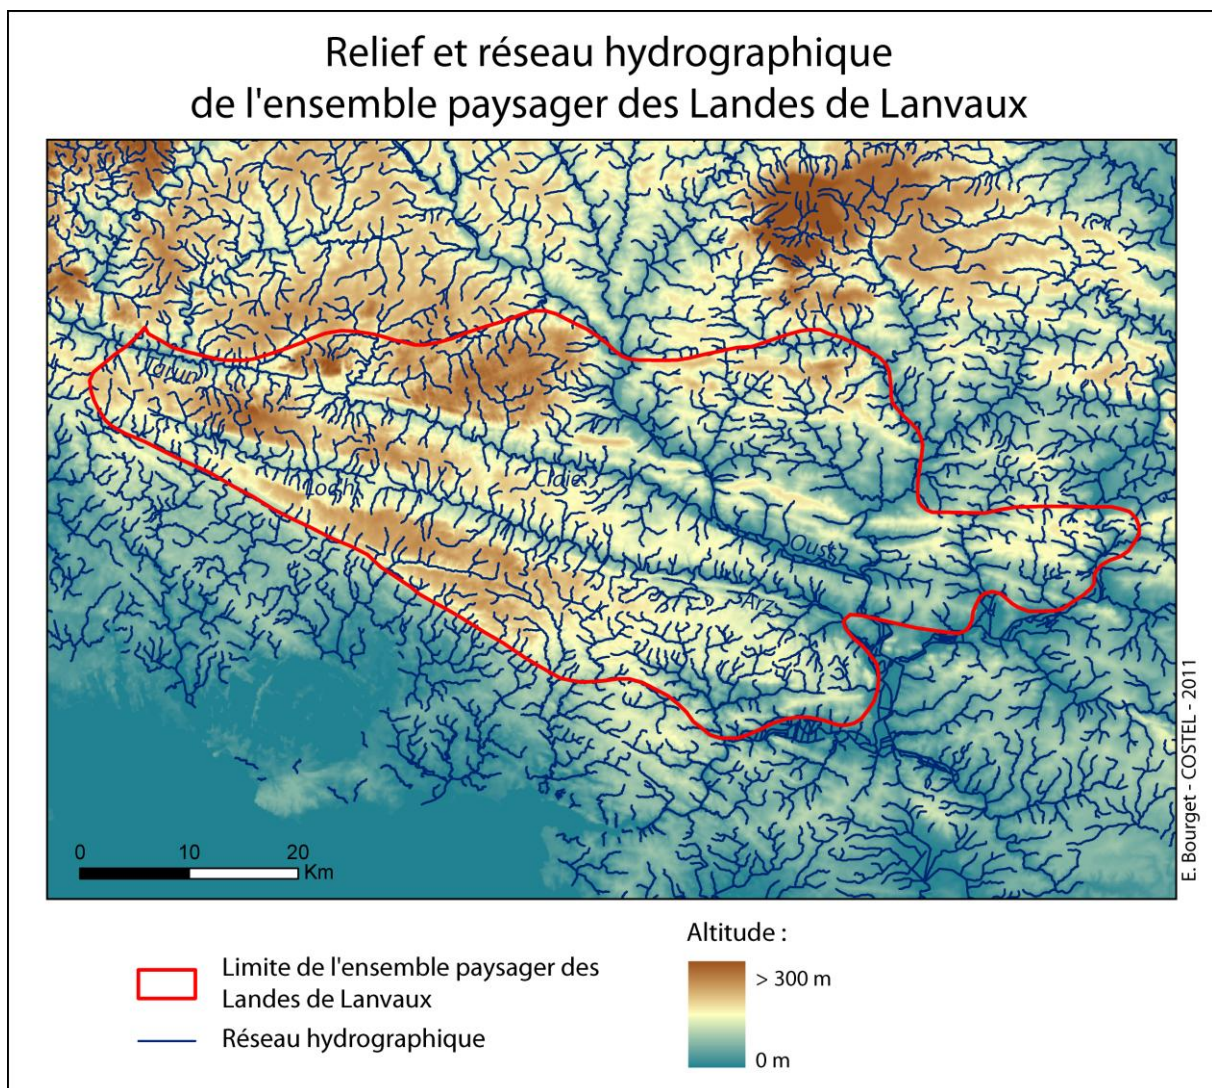 Relief et réseau hydrographique
de l'ensemble paysager des Landes de Lanvaux
Tarun
Loch
Claie
Oust
Arz
E. Bourget - COSTEL - 2011
0 10 20
Km
Altitude :
Limite de l'ensemble paysager des
Landes de Lanvaux
> 300 m
Réseau hydrographique
0 m